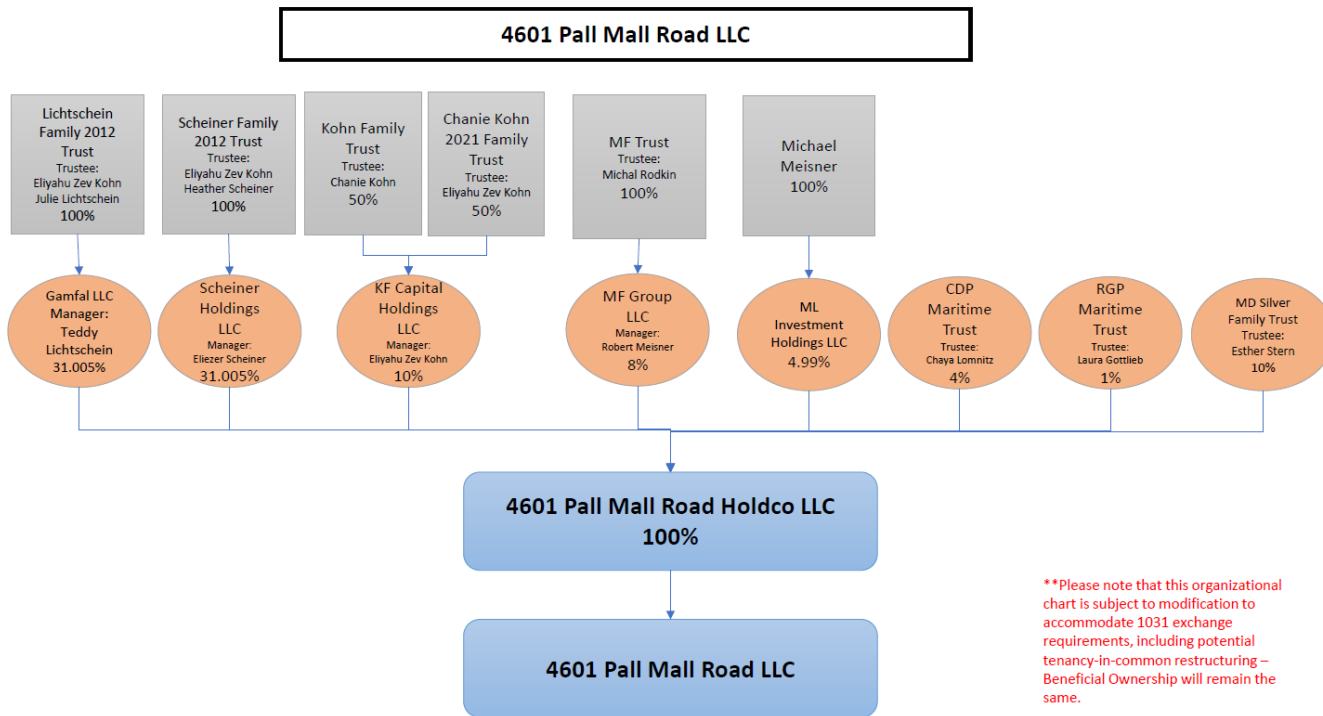 4601 Pall Mall Road LLC
Lichtschein
Family 2012
Trust
Trustee:
Eliyahu Zev Kohn
Julie Lichtschein
100%
Scheiner Family
2012 Trust
Trustee:
Eliyahu Zev Kohn
Heather Scheiner
100%
Kohn Family
Trust
Trustee:
Chanie Kohn
50%
Chanie Kohn
2021 Family
Trust
Trustee:
Eliyahu Zev Kohn
50%
MF Trust
Trustee:
Michal Rodkin
100%
Michael
Meisner
100%
Gamfal LLC
Manager:
Teddy
Lichtschein
31.005%
Scheiner
Holdings
LLC
Manager:
Eliezer Scheiner
31.005%
KF Capital
Holdings
LLC
Manager:
Eliyahu Zev Kohn
10%
MF Group
LLC
Manager:
Robert Meisner
8%
ML
Investment
Holdings LLC
4.99%
CDP
Maritime
Trust
Trustee:
Chaya Lomnitz
4%
RGP
Maritime
Trust
Trustee:
Laura Gottlieb
1%
MD Silver
Family Trust
Trustee:
Esther Stern
10%
4601 Pall Mall Road Holdco LLC
100%
4601 Pall Mall Road LLC
**Please note that this organizational
chart is subject to modification to
accommodate 1031 exchange
requirements, including potential
tenancy-in-common restructuring –
Beneficial Ownership will remain the
same.